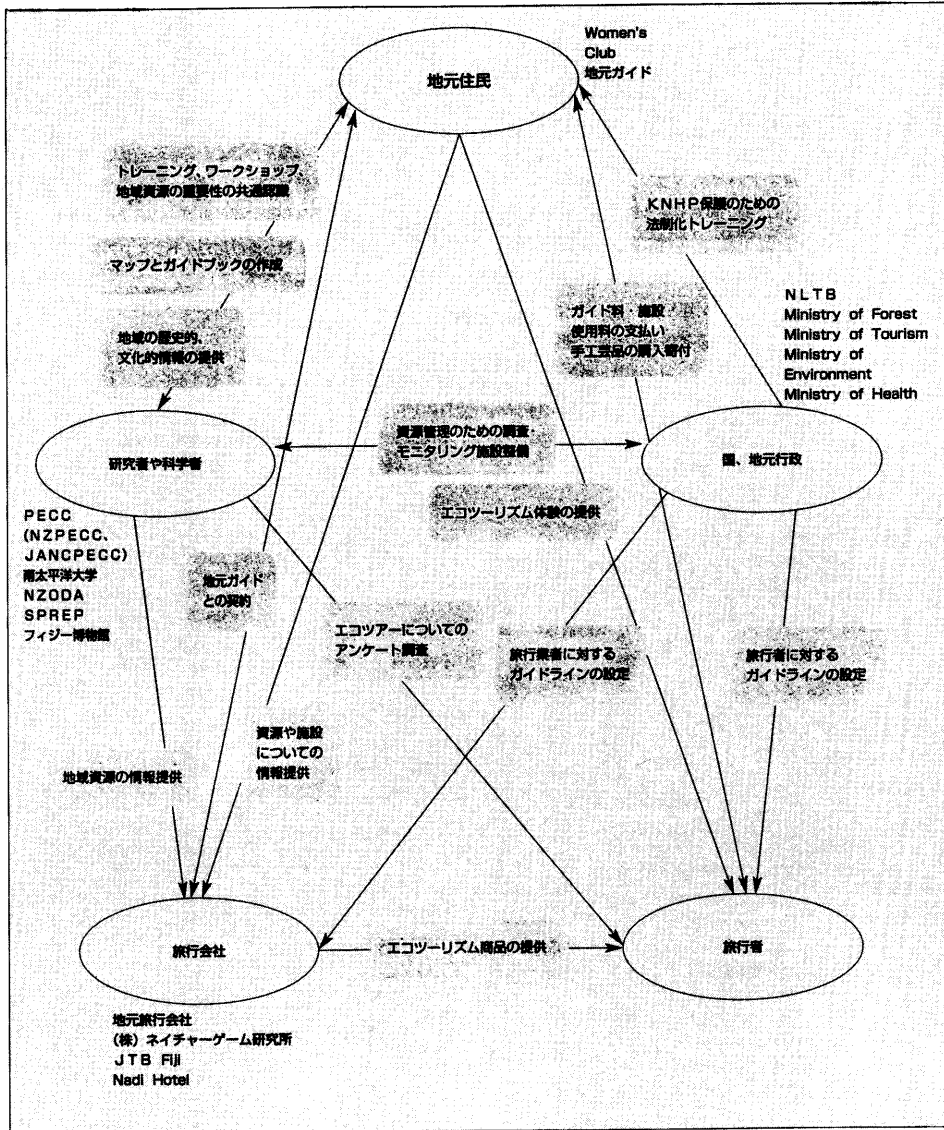 Women's
Club
地元ガイド
地元住民
トレーニング、ワークショップ、
地域資源の重要性の共通認識
KNHP保護のための
法制化トレーニング
マップとガイドブックの作成
NLTB
Ministry of Forest
Ministry of Tourism
Ministry of
Environment
Ministry of Health
ガイド料・施設
使用料の支払い
手工芸品の購入寄付
地域の歴史的、
文化的情報の提供
資源管理のための調査・
モニタリング施設整備
研究者や科学者
国、地元行政
エコツーリズム体験の提供
PECC
(NZPECC、
JANCPECC)
南太平洋大学
NZODA
SPREP
フィジー博物館
地元ガイド
との契約
エコツアーについての
アンケート調査
旅行業者に対する
ガイドラインの設定
旅行者に対する
ガイドラインの設定
資源や施設
についての
情報提供
地域資源の情報提供
旅行会社
エコツーリズム商品の提供
旅行者
地元旅行会社
(株)ネイチャーゲーム研究所
JTB Fiji
Nadi Hotel